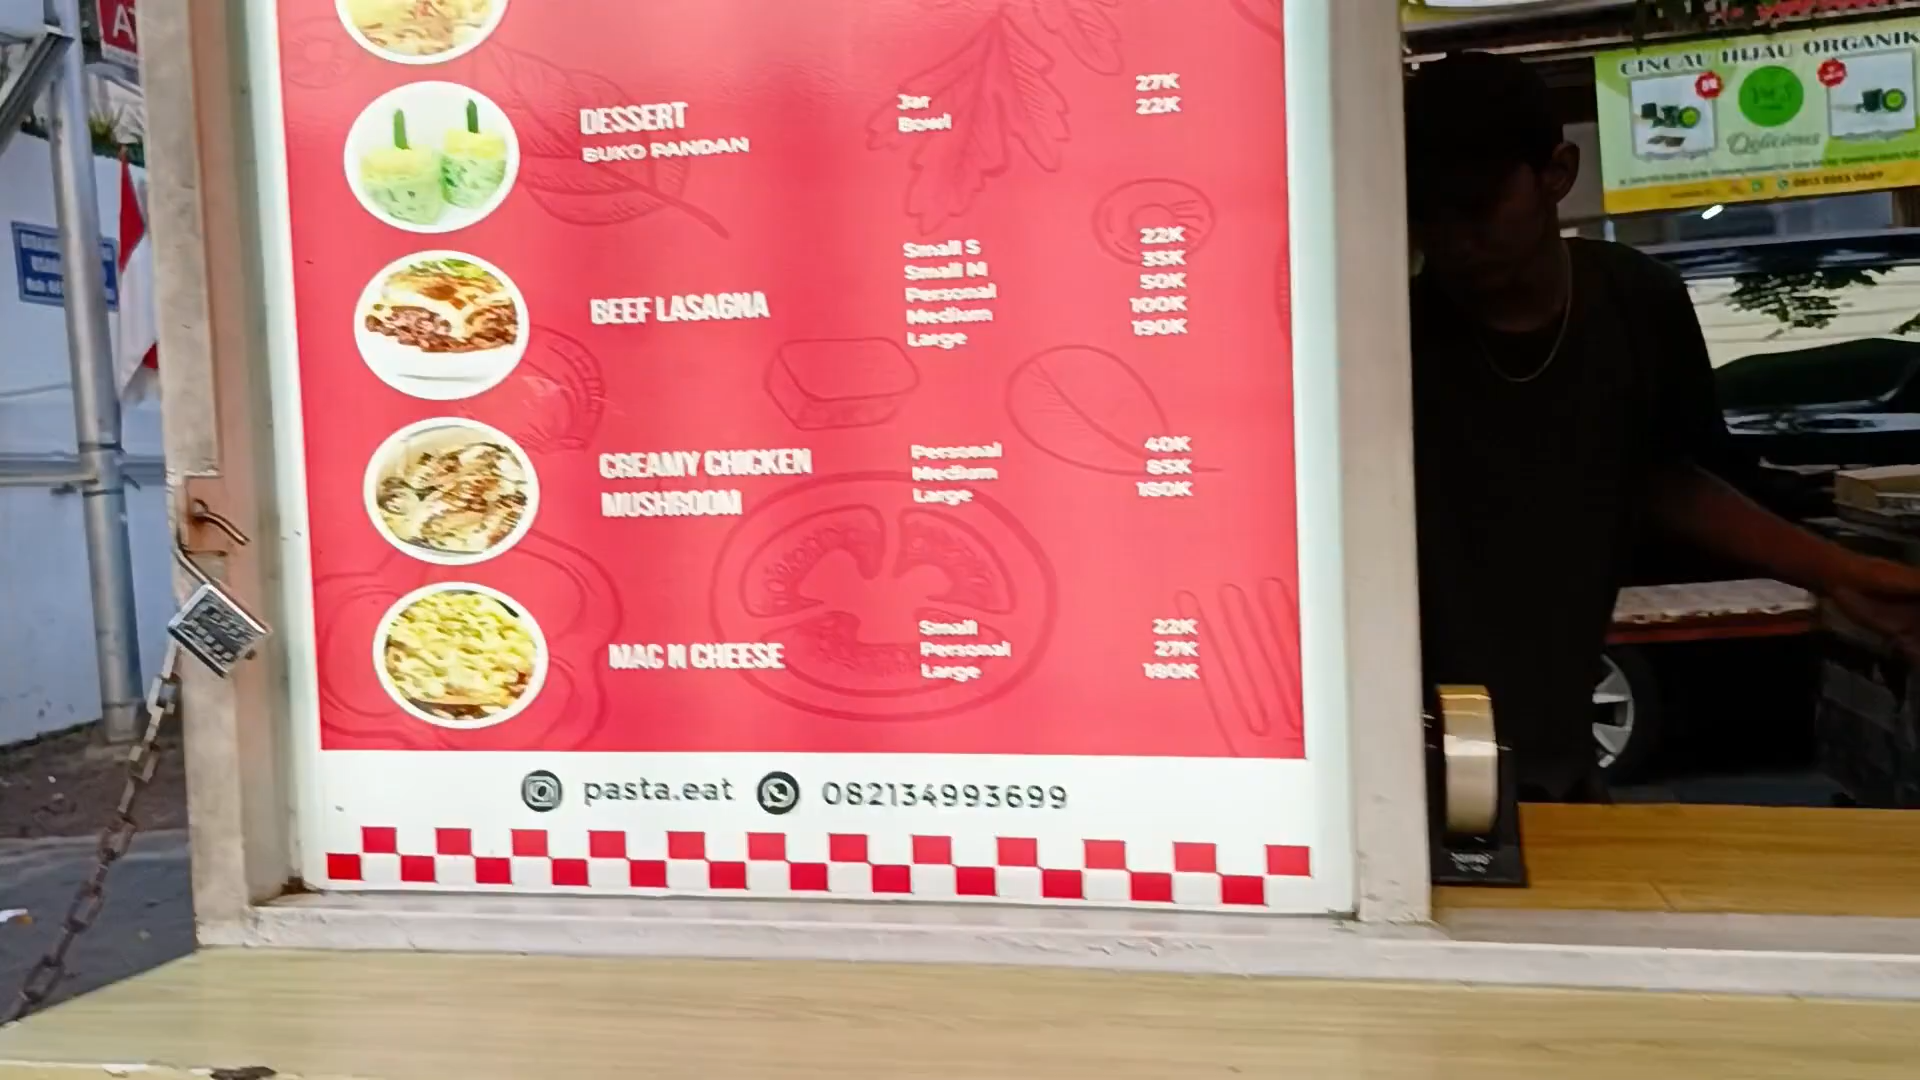 DESSERT
BUKO PANDAN
Jar 27K
Bowl 22K
BEEF LASAGNA
Small S 22K
Small M 35K
Personal 50K
Medium 100K
Large 190K
CREAMY CHICKEN
MUSHROOM
Personal 40K
Medium 85K
Large
MAC N CHEESE
Small 22K
Personal 27K
Large
pasta.eat 082134993699
CINCAU HIJAU ORGANIK
Delicious